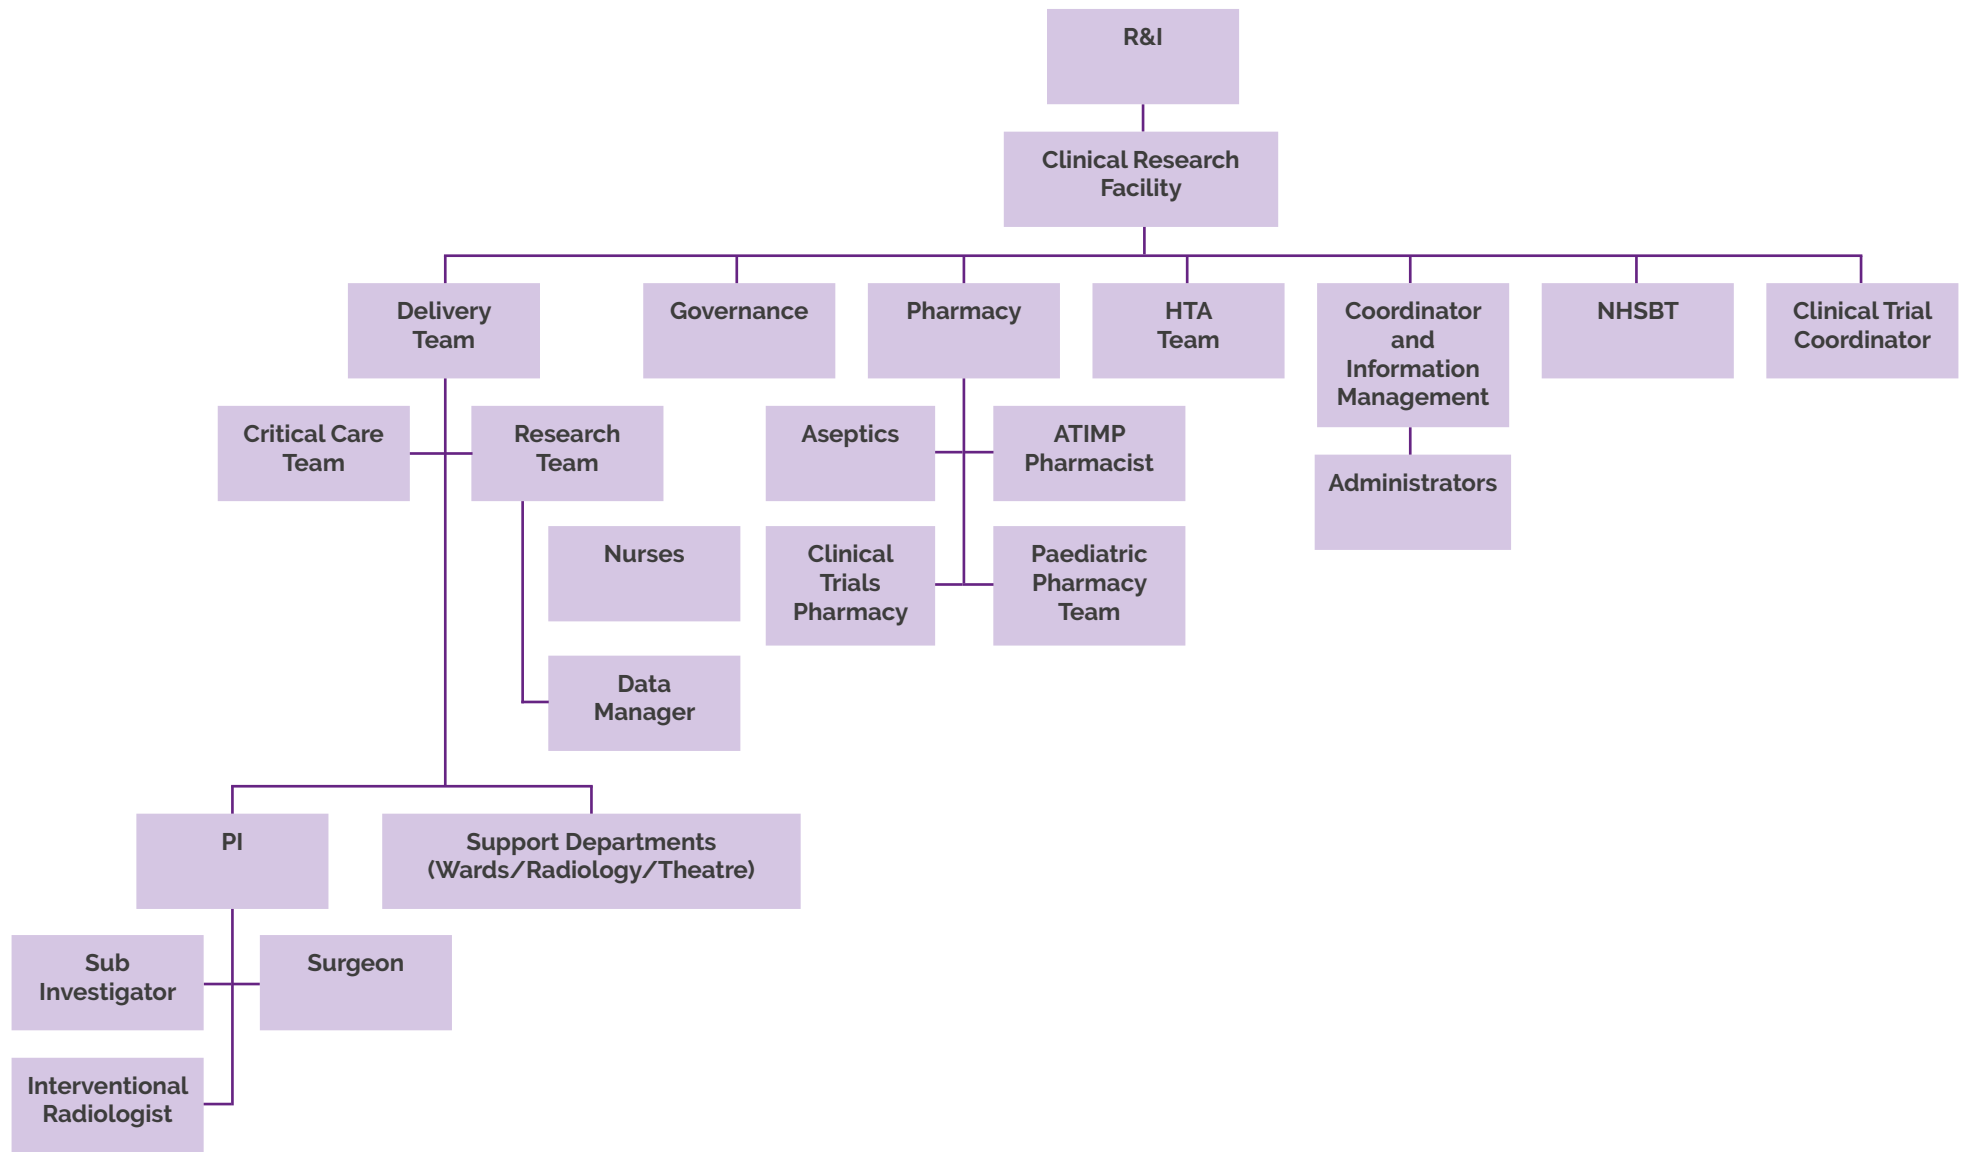 R&I
Clinical Research
Facility
Delivery
Team
Governance
Pharmacy
HTA
Team
Coordinator
and
Information
Management
NHSBT
Clinical Trial
Coordinator
Critical Care
Team
Research
Team
Aseptics
ATIMP
Pharmacist
Administrators
Nurses
Clinical
Trials
Pharmacy
Paediatric
Pharmacy
Team
Data
Manager
PI
Support Departments
(Wards/Radiology/Theatre)
Sub
Investigator
Surgeon
Interventional
Radiologist